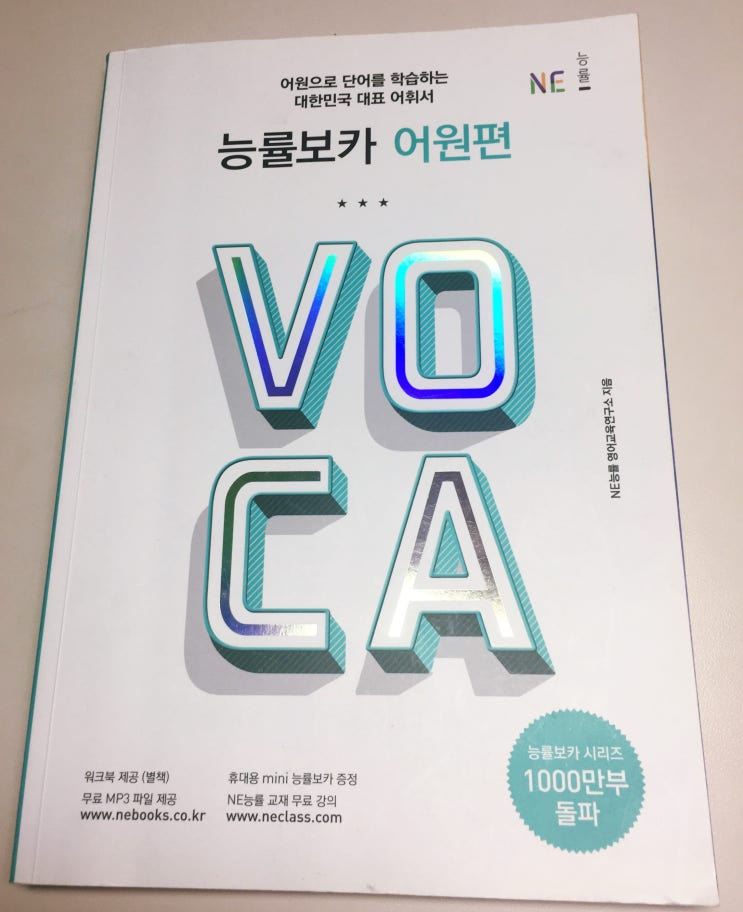 어원으로 단어를 학습하는
대한민국 대표 어휘서
NE능률
능률보카 어원편
★ ★ ★
VO
CA
NE능률 영어교육연구소 지음
능률보카 시리즈
1000만부
돌파
워크북 제공 (별책)
무료 MP3 파일 제공
www.nebooks.co.kr
휴대용 mini 능률보카 증정
NE능률 교재 무료 강의
www.neclass.com